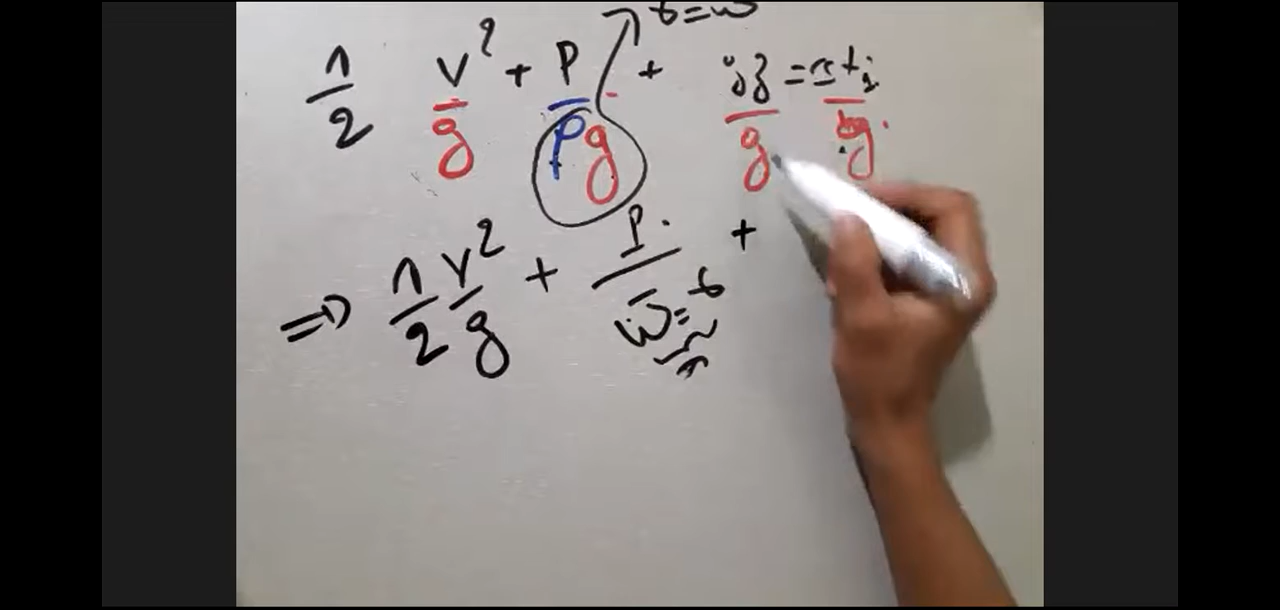 1/2 v²/g + P/ρg + gz/g = cst/g
⇒ 1/2 v²/g + P/ω̄=γ +